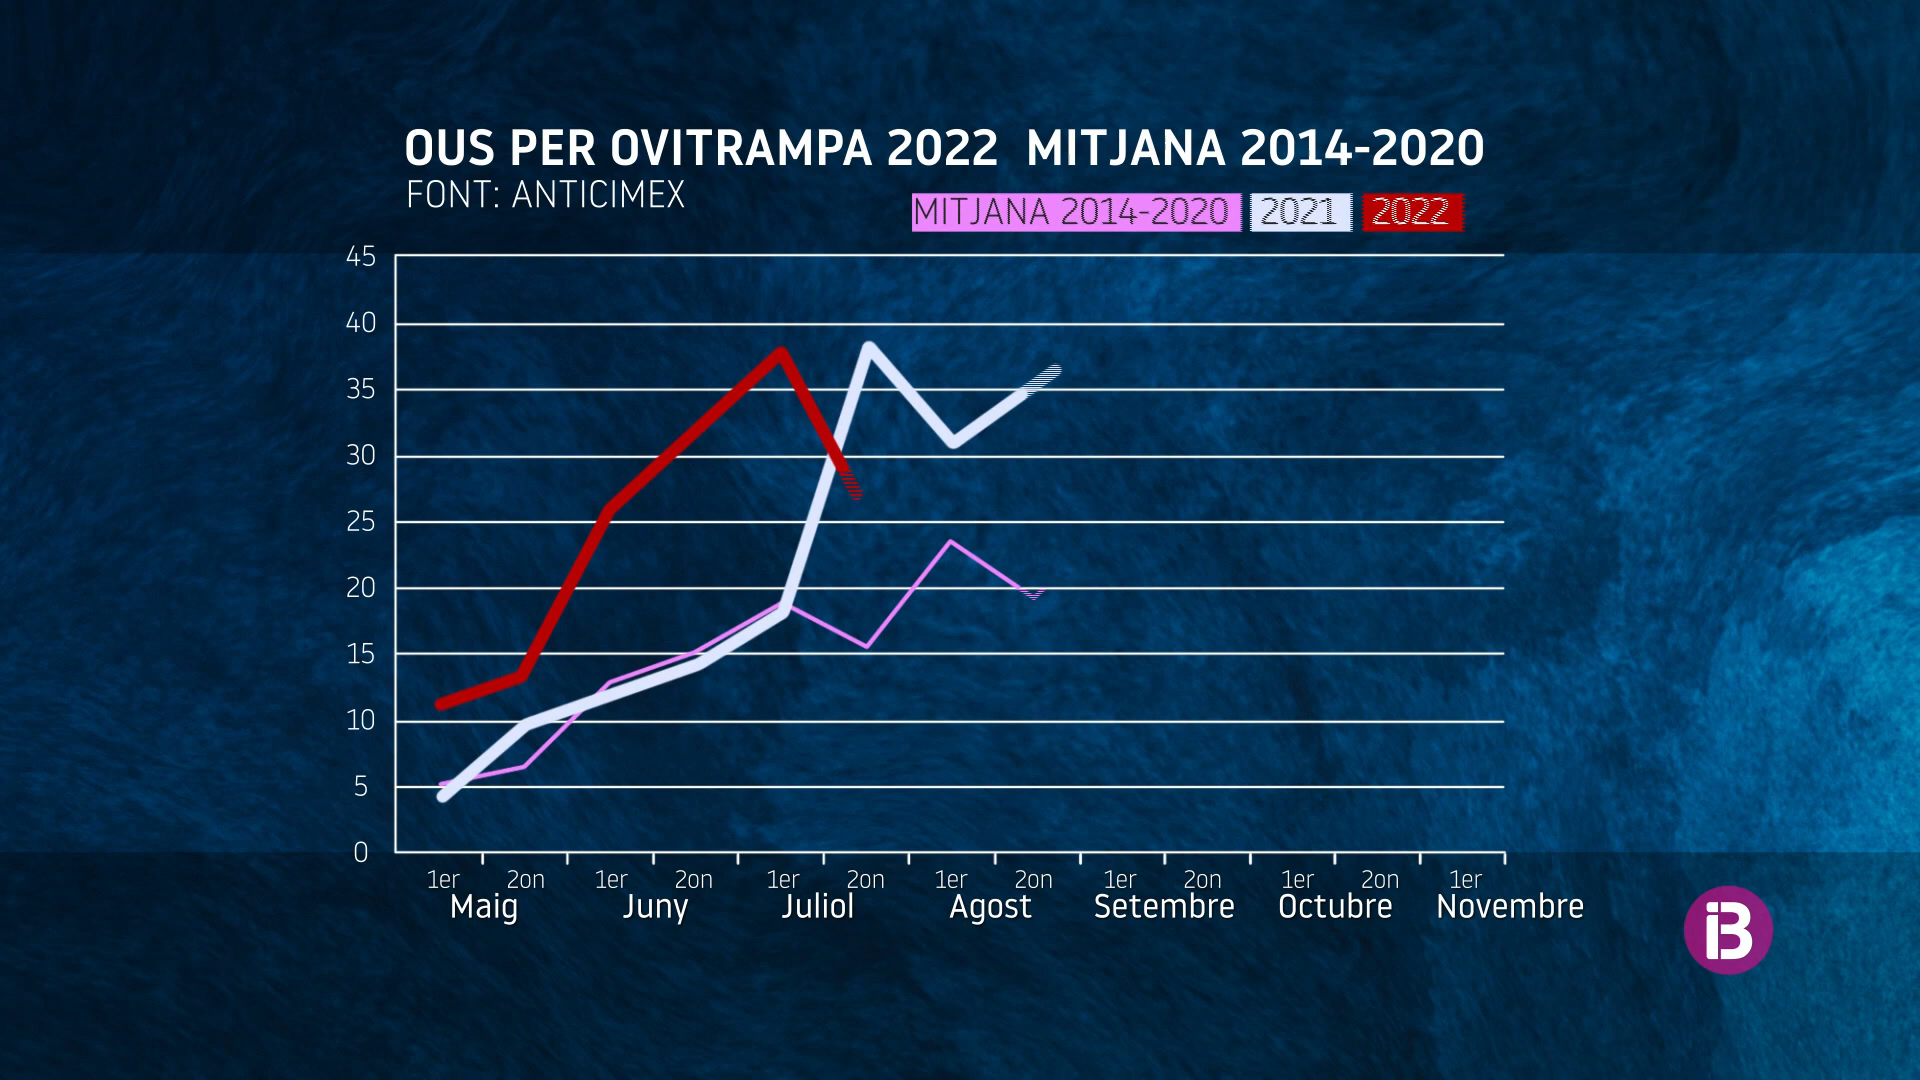 OUS PER OVITRAMPA 2022 MITJANA 2014-2020
FONT: ANTICIMEX
MITJANA 2014-2020 2021 2022
45
40
35
30
25
20
15
10
5
0
1er 2on 1er 2on 1er 2on 1er 2on 1er 2on 1er 2on 1er
Maig Juny Juliol Agost Setembre Octubre Novembre
IB